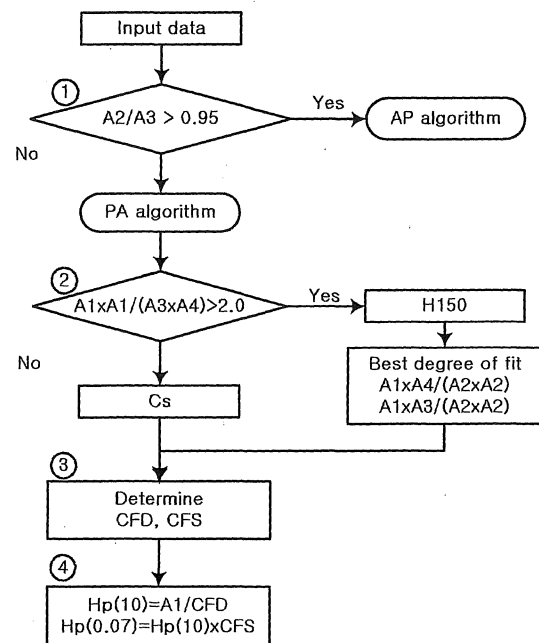 Input data
1
A2/A3 > 0.95
Yes
AP algorithm
No
PA algorithm
2
A1xA1/(A3xA4)>2.0
Yes
H150
No
Best degree of fit
A1xA4/(A2xA2)
A1xA3/(A2xA2)
Cs
3
Determine
CFD, CFS
4
Hp(10)=A1/CFD
Hp(0.07)=Hp(10)xCFS